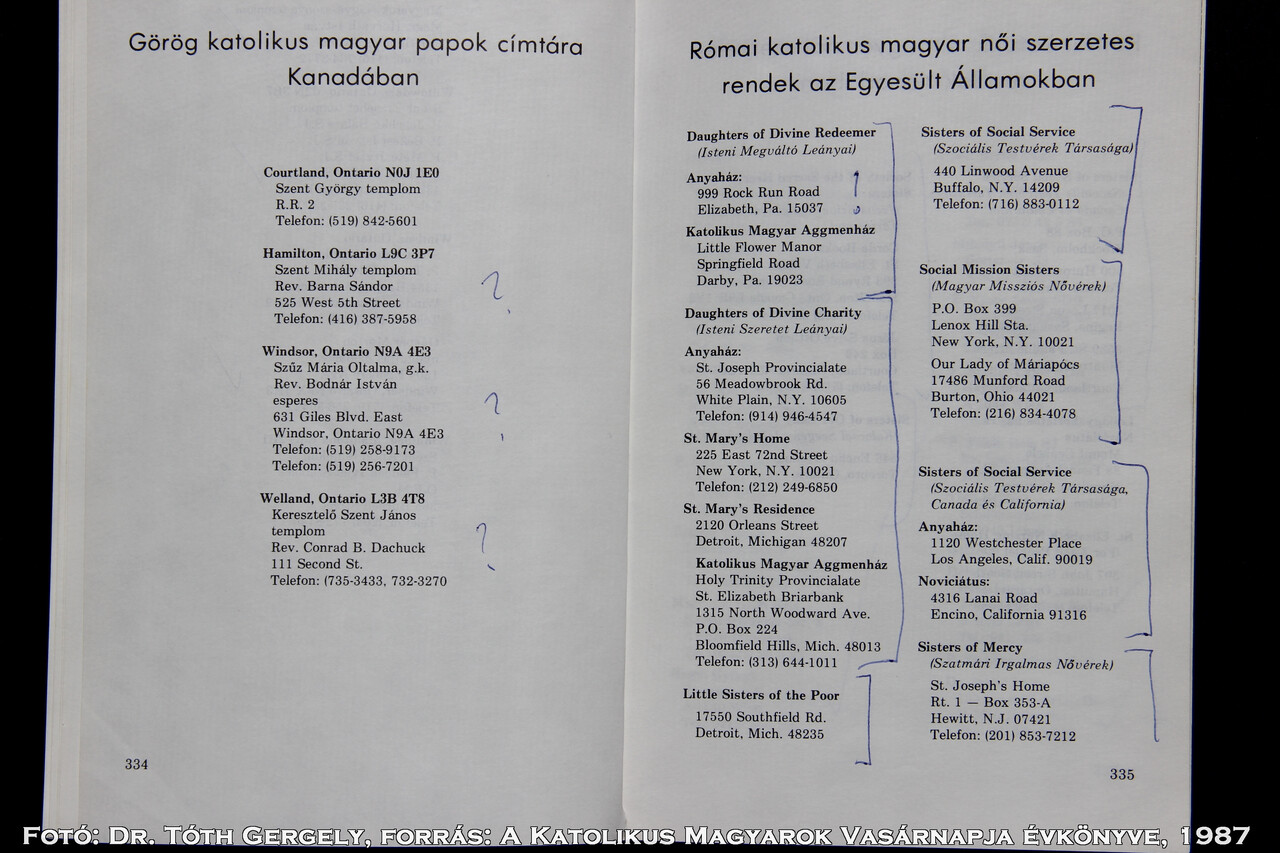 Görög katolikus magyar papok címtára
Kanadában
Courtland, Ontario N0J 1E0
Szent György templom
R.R. 2
Telefon: (519) 842-5601
Hamilton, Ontario L9C 3P7
Szent Mihály templom
Rev. Barna Sándor
525 West 5th Street
Telefon: (416) 387-5958
?
Windsor, Ontario N9A 4E3
Szűz Mária Oltalma, g.k.
Rev. Bodnár István
esperes
631 Giles Blvd. East
Windsor, Ontario N9A 4E3
Telefon: (519) 258-9173
Telefon: (519) 256-7201
?
Welland, Ontario L3B 4T8
Keresztelő Szent János
templom
Rev. Conrad B. Dachuck
111 Second St.
Telefon: (735-3433, 732-3270
?
334
Római katolikus magyar női szerzetes
rendek az Egyesült Államokban
Daughters of Divine Redeemer
(Isteni Megváltó Leányai)
Anyaház:
999 Rock Run Road
Elizabeth, Pa. 15037
Katolikus Magyar Aggmenház
Little Flower Manor
Springfield Road
Darby, Pa. 19023
Daughters of Divine Charity
(Isteni Szeretet Leányai)
Anyaház:
St. Joseph Provincialate
56 Meadowbrook Rd.
White Plain, N.Y. 10605
Telefon: (914) 946-4547
St. Mary's Home
225 East 72nd Street
New York, N.Y. 10021
Telefon: (212) 249-6850
St. Mary's Residence
2120 Orleans Street
Detroit, Michigan 48207
Katolikus Magyar Aggmenház
Holy Trinity Provincialate
St. Elizabeth Briarbank
1315 North Woodward Ave.
P.O. Box 224
Bloomfield Hills, Mich. 48013
Telefon: (313) 644-1011
Little Sisters of the Poor
17550 Southfield Rd.
Detroit, Mich. 48235
Sisters of Social Service
(Szociális Testvérek Társasága)
440 Linwood Avenue
Buffalo, N.Y. 14209
Telefon: (716) 883-0112
Social Mission Sisters
(Magyar Missziós Nővérek)
P.O. Box 399
Lenox Hill Sta.
New York, N.Y. 10021
Our Lady of Máriapócs
17486 Munford Road
Burton, Ohio 44021
Telefon: (216) 834-4078
Sisters of Social Service
(Szociális Testvérek Társasága,
Canada és California)
Anyaház:
1120 Westchester Place
Los Angeles, Calif. 90019
Noviciátus:
4316 Lanai Road
Encino, California 91316
Sisters of Mercy
(Szatmári Irgalmas Nővérek)
St. Joseph's Home
Rt. 1 — Box 353-A
Hewitt, N.J. 07421
Telefon: (201) 853-7212
335
Fotó: Dr. Tóth Gergely, forrás: A Katolikus Magyarok Vasárnapja évkönyve, 1987